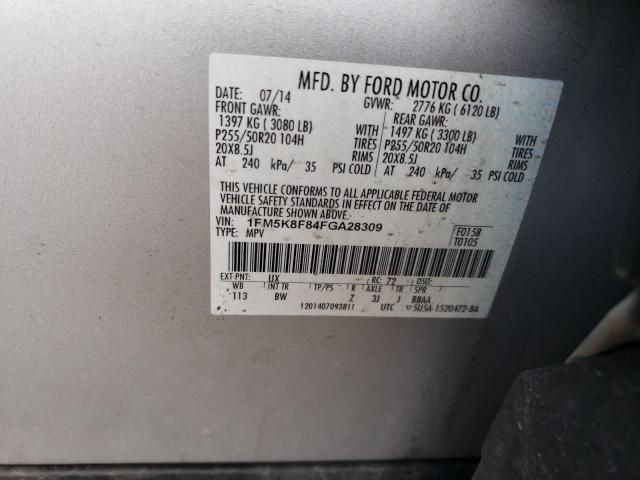 MFD. BY FORD MOTOR CO.
DATE: 07/14 GVWR: 2776 KG ( 6120 LB)
FRONT GAWR: REAR GAWR:
1397 KG ( 3080 LB) WITH 1497 KG ( 3300 LB) WITH
P255/50R20 104H TIRES P255/50R20 104H TIRES
20X8.5J RIMS 20X8.5J RIMS
AT 240 kPa/ 35 PSI COLD AT 240 kPa/ 35 PSI COLD
THIS VEHICLE CONFORMS TO ALL APPLICABLE FEDERAL MOTOR
VEHICLE SAFETY STANDARDS IN EFFECT ON THE DATE OF
MANUFACTURE SHOWN ABOVE.
VIN: 1FM5K8F84FGA28309 F0158
TYPE: MPV T0105
EXT PNT: UX RC: 72 DSO:
WB INT TR TP/PS R AXLE TR SPR
113 BW Z 3J J BBAA
†201407093811 UTC ▽5U5A-1520472-BA